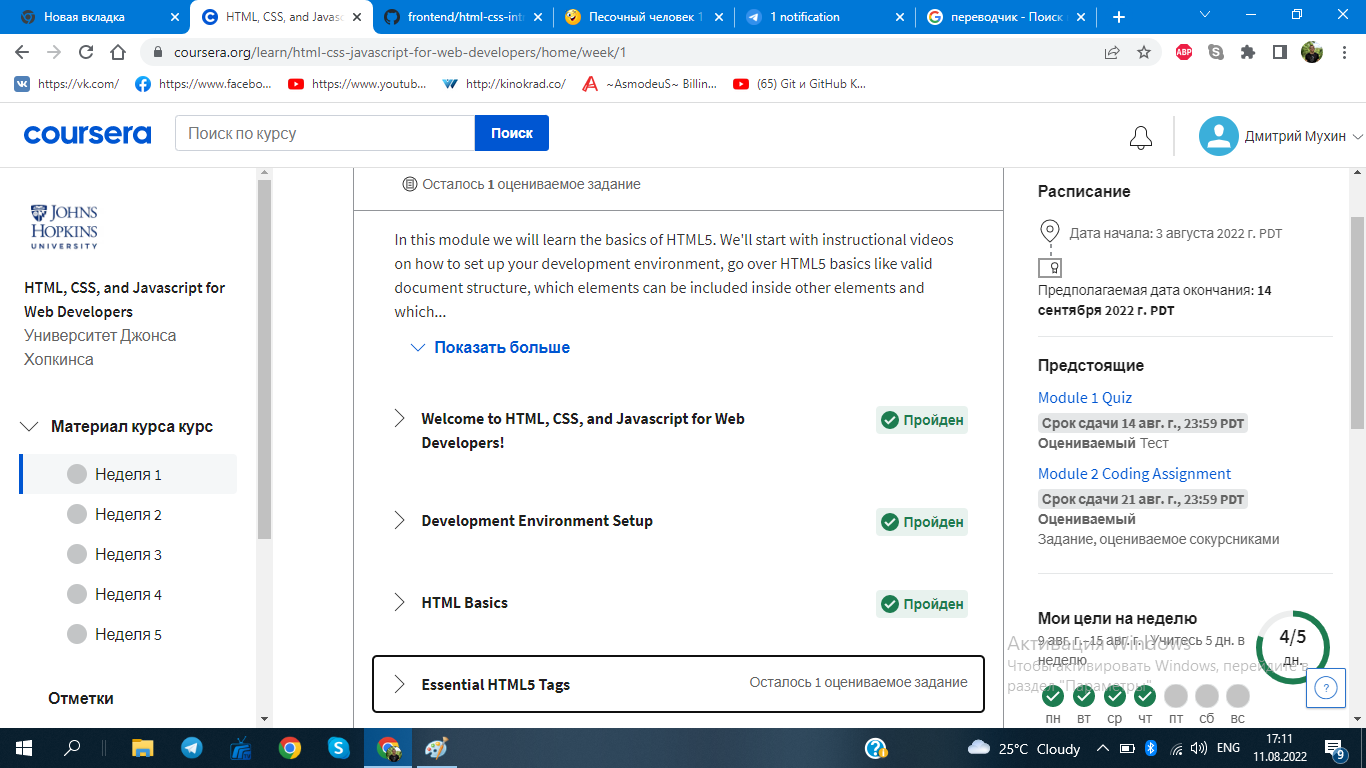 Новая вкладка
HTML, CSS, and Javasc
frontend/html-css-intr
Песочный человек 1
1 notification
переводчик - Поиск
coursera.org/learn/html-css-javascript-for-web-developers/home/week/1
ABP
https://vk.com/
https://www.facebo...
https://www.youtub...
http://kinokrad.co/
~AsmodeuS~ Billin...
(65) Git и GitHub K...
coursera
Поиск по курсу
Поиск
Дмитрий Мухин
JOHNS
HOPKINS
UNIVERSITY
HTML, CSS, and Javascript for
Web Developers
Университет Джонса
Хопкинса
Материал курса курс
Неделя 1
Неделя 2
Неделя 3
Неделя 4
Неделя 5
Отметки
Осталось 1 оцениваемое задание
In this module we will learn the basics of HTML5. We'll start with instructional videos
on how to set up your development environment, go over HTML5 basics like valid
document structure, which elements can be included inside other elements and
which...
Показать больше
Welcome to HTML, CSS, and Javascript for Web
Developers!
Пройден
Development Environment Setup
Пройден
HTML Basics
Пройден
Essential HTML5 Tags
Осталось 1 оцениваемое задание
Расписание
Дата начала: 3 августа 2022 г. PDT
Предполагаемая дата окончания: 14
сентября 2022 г. PDT
Предстоящие
Module 1 Quiz
Срок сдачи 14 авг. г., 23:59 PDT
Оцениваемый Тест
Module 2 Coding Assignment
Срок сдачи 21 авг. г., 23:59 PDT
Оцениваемый
Задание, оцениваемое сокурсниками
Мои цели на неделю
9 авг. г.–15 авг. г. | Учитесь 5 дн. в
неделю
4/5
дн.
Активация Windows
Чтобы активировать Windows, перейдите в
раздел "Параметры".
пн вт ср чт пт сб вс
25°C Cloudy
ENG
17:11
11.08.2022
9